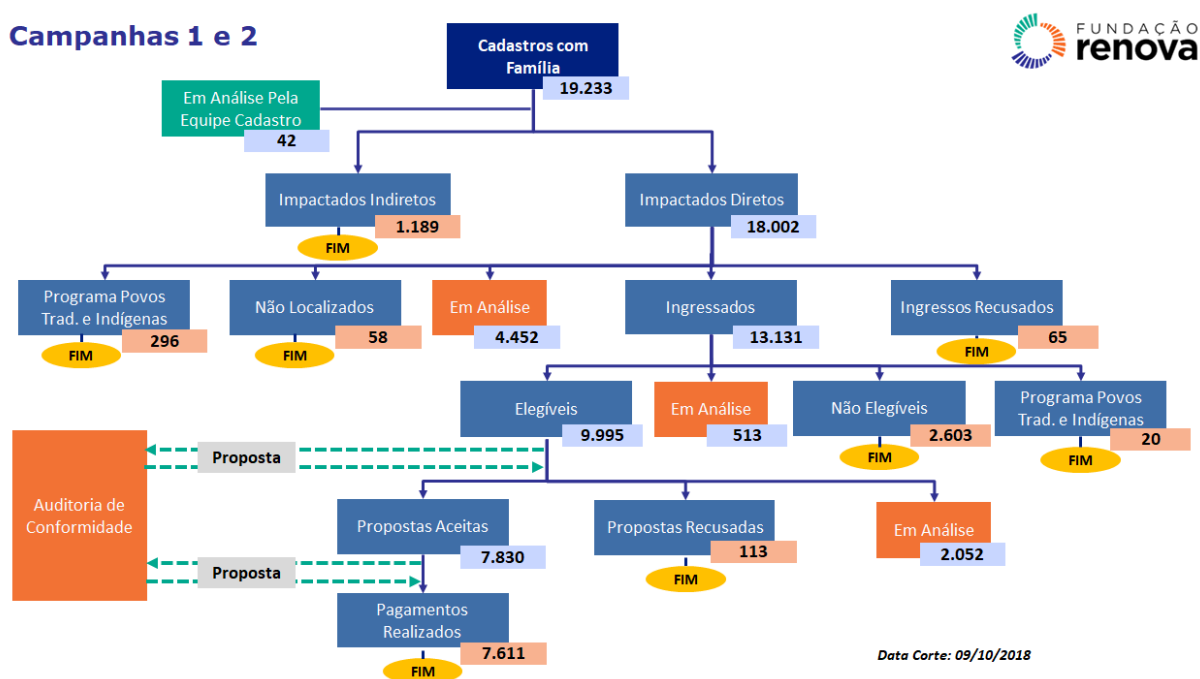 Campanhas 1 e 2
FUNDAÇÃO
renova
Cadastros com
Família
19.233
Em Análise Pela
Equipe Cadastro
42
Impactados Indiretos
1.189
FIM
Impactados Diretos
18.002
Programa Povos
Trad. e Indígenas
296
FIM
Não Localizados
58
FIM
Em Análise
4.452
Ingressados
13.131
Ingressos Recusados
65
FIM
Elegíveis
9.995
Em Análise
513
Não Elegíveis
2.603
FIM
Programa Povos
Trad. e Indígenas
20
FIM
Auditoria de
Conformidade
Proposta
Proposta
Propostas Aceitas
7.830
Propostas Recusadas
113
FIM
Em Análise
2.052
Pagamentos
Realizados
7.611
FIM
Data Corte: 09/10/2018